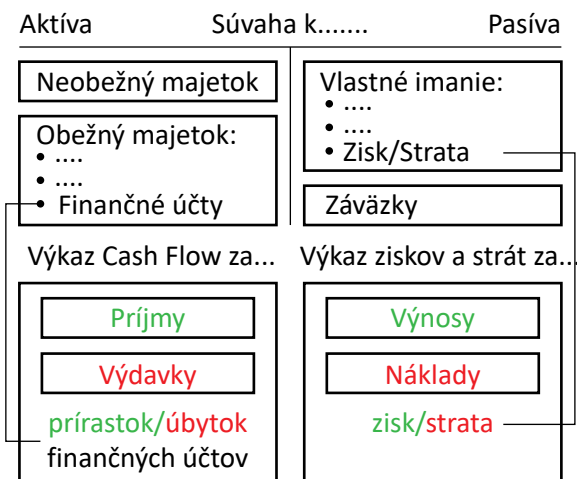 Aktíva Súvaha k....... Pasíva
Neobežný majetok
Obežný majetok:
• ....
• ....
• Finančné účty
Vlastné imanie:
• ....
• ....
• Zisk/Strata
Záväzky
Výkaz Cash Flow za...
Príjmy
Výdavky
prírastok/úbytok
finančných účtov
Výkaz ziskov a strát za...
Výnosy
Náklady
zisk/strata